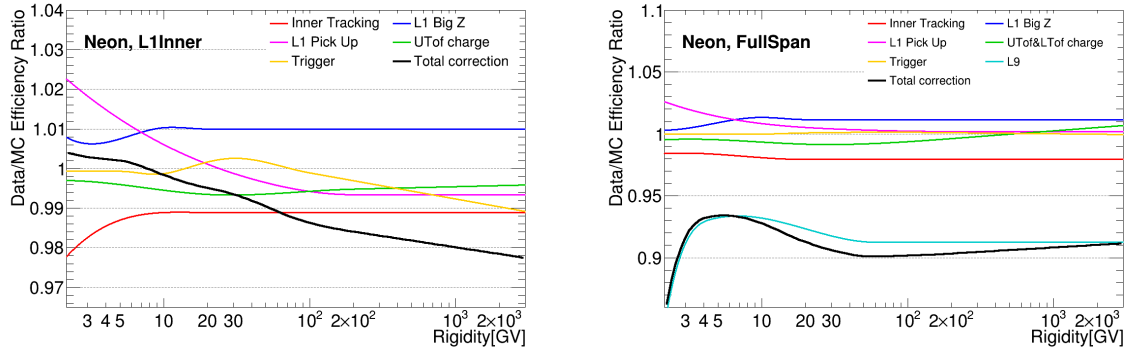 Data/MC Efficiency Ratio
1.04
1.03
1.02
1.01
1
0.99
0.98
0.97
Neon, L1Inner
Inner Tracking
L1 Big Z
L1 Pick Up
UTof charge
Trigger
Total correction
3 4 5 10 20 30 10² 2×10² 10³ 2×10³
Rigidity[GV]
Data/MC Efficiency Ratio
1.1
1.05
1
0.95
0.9
Neon, FullSpan
Inner Tracking
L1 Big Z
L1 Pick Up
UTof&LTof charge
Trigger
L9
Total correction
3 4 5 10 20 30 10² 2×10² 10³ 2×10³
Rigidity[GV]